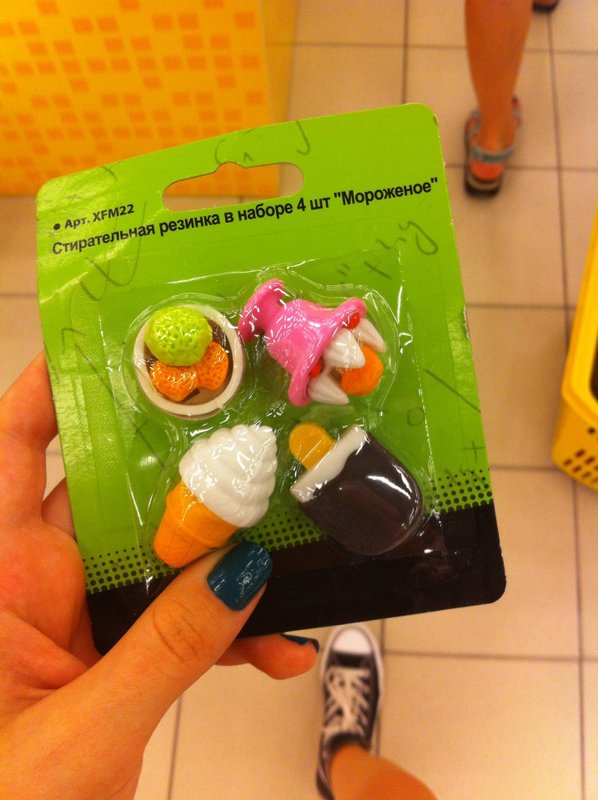 • Арт. XFM22
Стирательная резинка в наборе 4 шт "Мороженое"